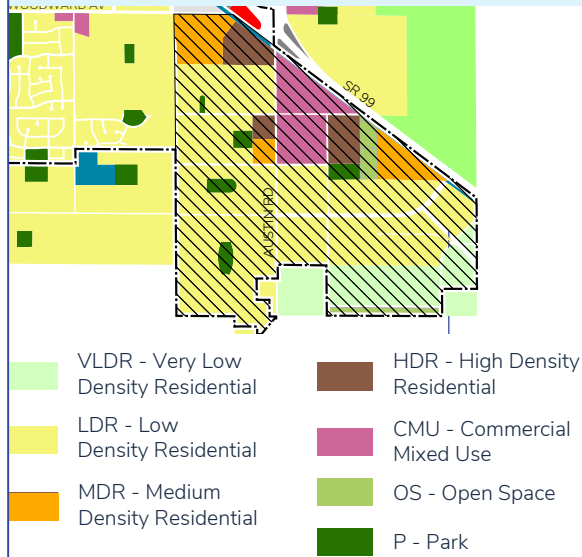 WOODWARD AV
SR 99
AUSTIN RD
VLDR - Very Low
Density Residential
LDR - Low
Density Residential
MDR - Medium
Density Residential
HDR - High Density
Residential
CMU - Commercial
Mixed Use
OS - Open Space
P - Park